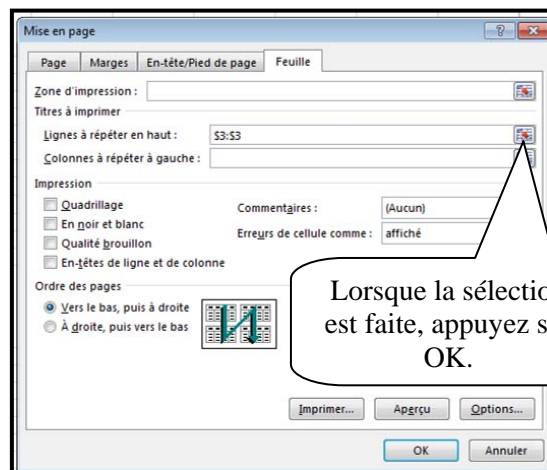 Mise en page
Page Marges En-tête/Pied de page Feuille
Zone d'impression :
Titres à imprimer
Lignes à répéter en haut : $3:$3
Colonnes à répéter à gauche :
Impression
Quadrillage
En noir et blanc
Qualité brouillon
En-têtes de ligne et de colonne
Commentaires : (Aucun)
Erreurs de cellule comme : affiché
Ordre des pages
Vers le bas, puis à droite
À droite, puis vers le bas
Lorsque la sélectio
est faite, appuyez s
OK.
Imprimer... Aperçu Options...
OK Annuler